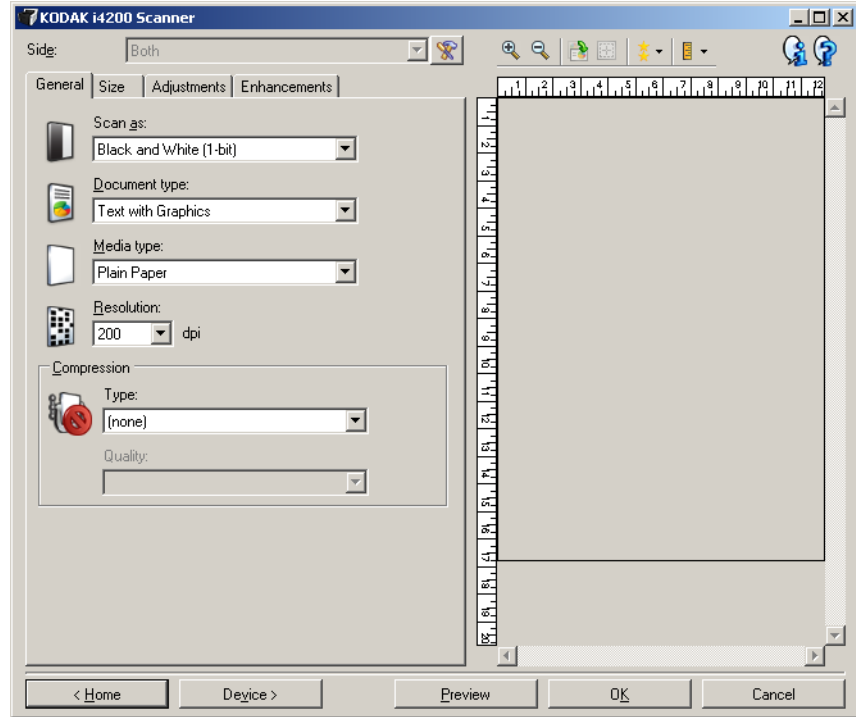 KODAK i4200 Scanner
Side: Both
General Size Adjustments Enhancements
Scan as:
Black and White (1-bit)
Document type:
Text with Graphics
Media type:
Plain Paper
Resolution:
200 dpi
Compression
Type:
(none)
Quality:
1 2 3 4 5 6 7 8 9 10 11 12
1
2
3
4
5
6
7
8
9
10
11
12
13
14
15
16
17
18
19
20
< Home Device > Preview OK Cancel